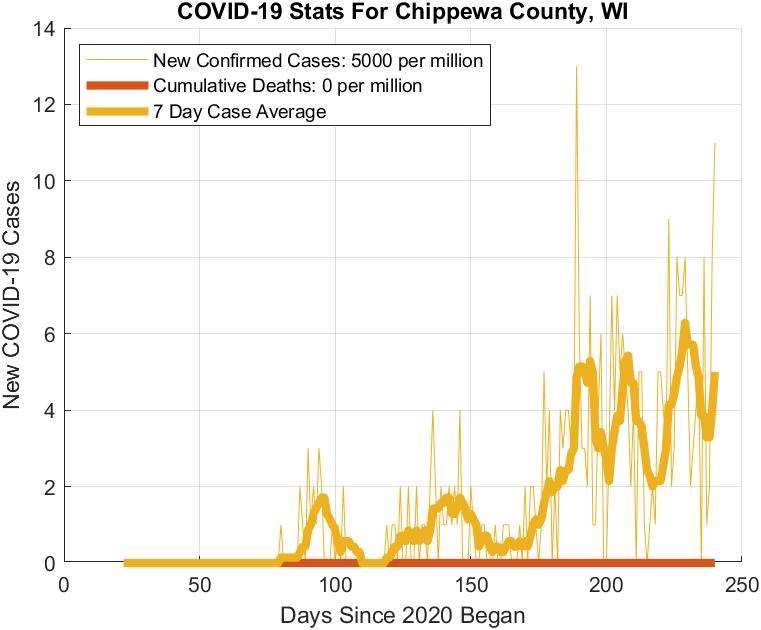 COVID-19 Stats For Chippewa County, WI
14
12
10
8
6
4
2
0
New COVID-19 Cases
New Confirmed Cases: 5000 per million
Cumulative Deaths: 0 per million
7 Day Case Average
0 50 100 150 200 250
Days Since 2020 Began